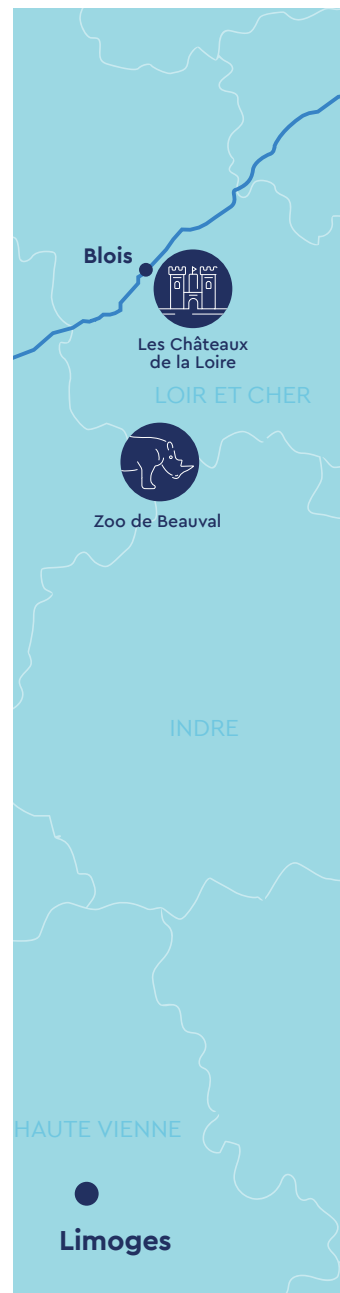 Blois
Les Châteaux
de la Loire
LOIR ET CHER
Zoo de Beauval
INDRE
HAUTE VIENNE
Limoges